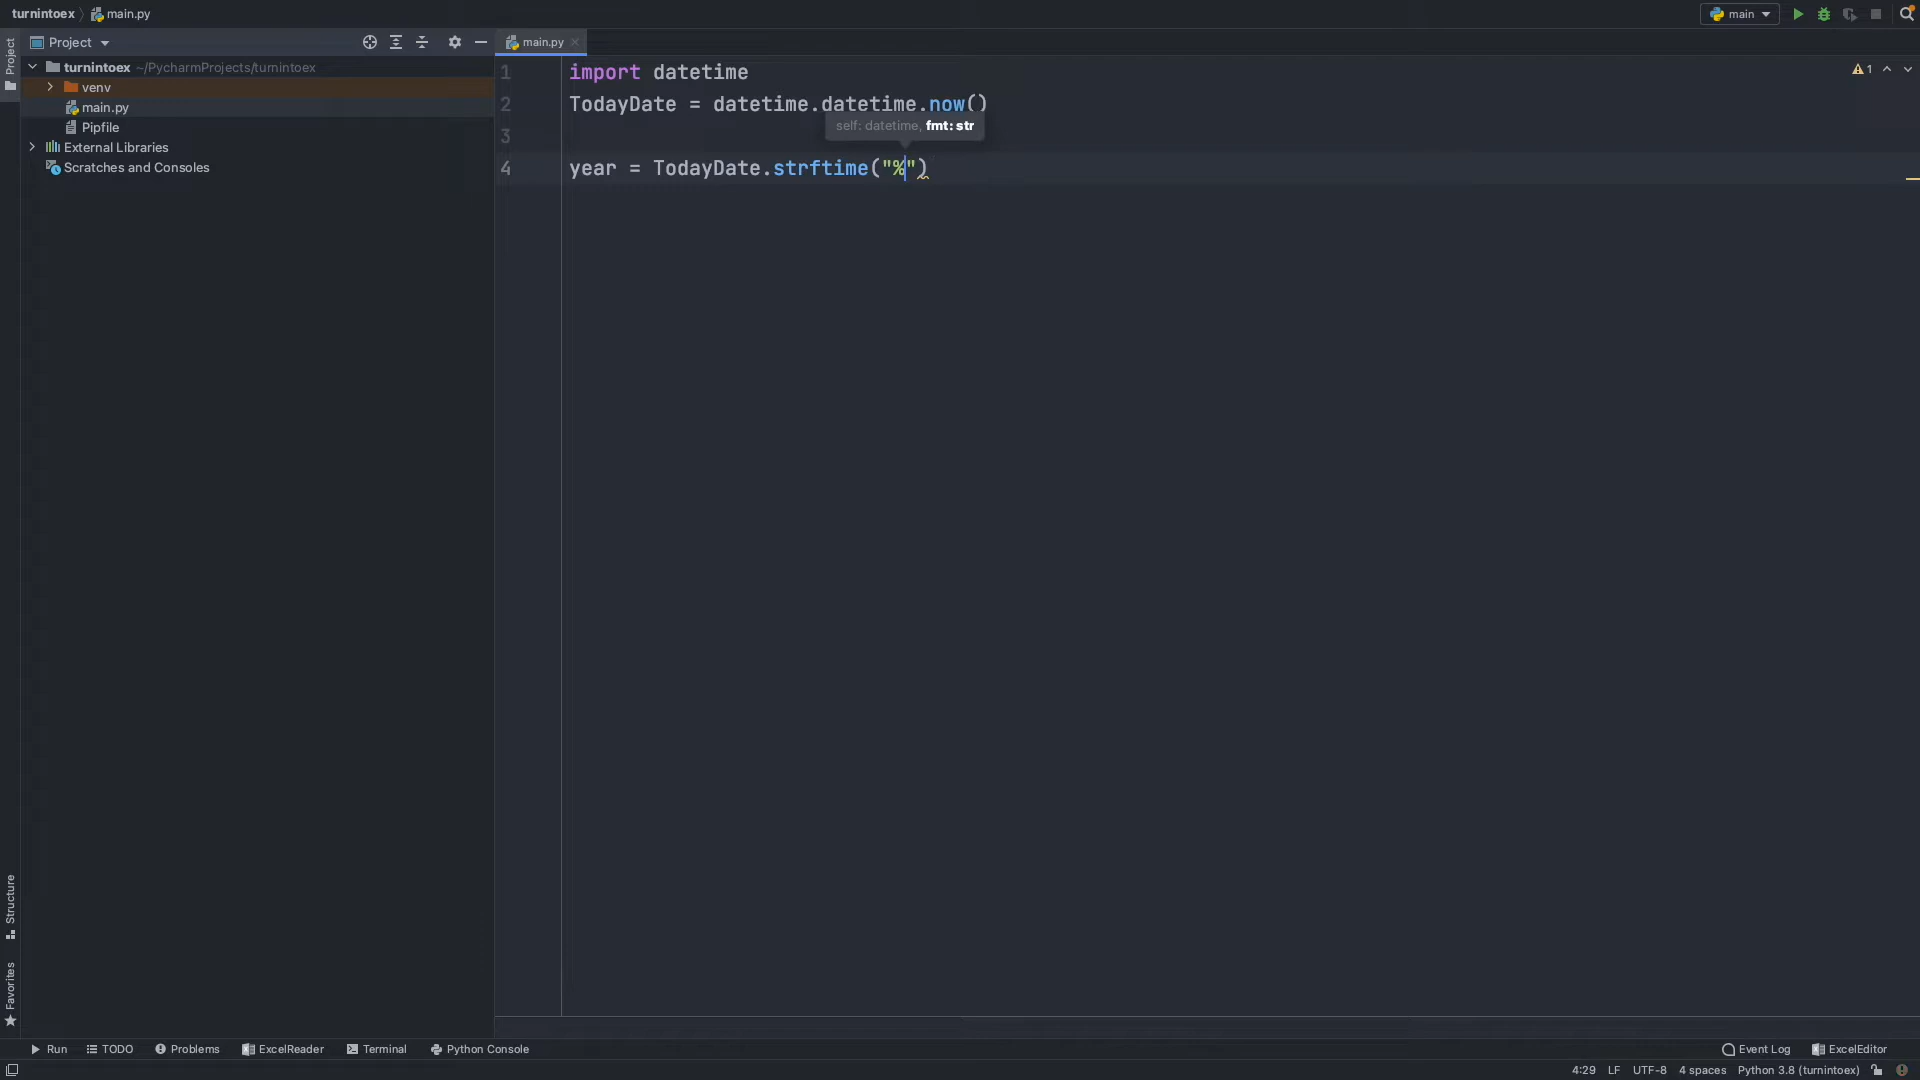 turnintoex 〉 main.py
main
Project
main.py
Project
turnintoex ~/PycharmProjects/turnintoex
venv
main.py
Pipfile
External Libraries
Scratches and Consoles
1 import datetime
2 TodayDate = datetime.datetime.now()
self: datetime, fmt: str
3
4 year = TodayDate.strftime("%")
1
Structure
Favorites
Run
TODO
Problems
ExcelReader
Terminal
Python Console
Event Log
ExcelEditor
4:29 LF UTF-8 4 spaces Python 3.8 (turnintoex)